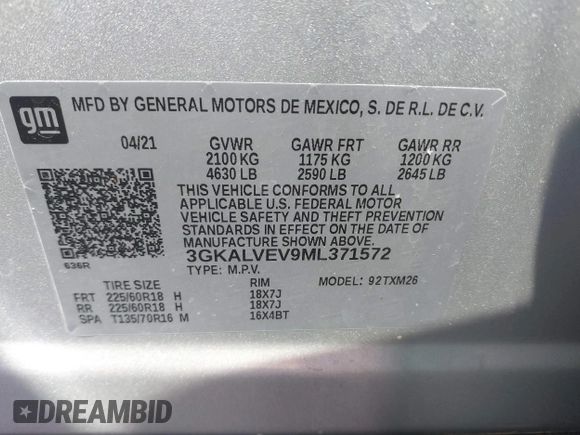 gm
MFD BY GENERAL MOTORS DE MEXICO, S. DE R.L. DE C.V.
04/21 GVWR GAWR FRT GAWR RR
2100 KG 1175 KG 1200 KG
4630 LB 2590 LB 2645 LB
THIS VEHICLE CONFORMS TO ALL
APPLICABLE U.S. FEDERAL MOTOR
VEHICLE SAFETY AND THEFT PREVENTION
STANDARDS IN EFFECT ON THE DATE OF
MANUFACTURE SHOWN ABOVE.
636R 3GKALVEV9ML371572
TYPE: M.P.V. MODEL: 92TXM26
TIRE SIZE RIM
FRT 225/60R18 H 18X7J
RR 225/60R18 H 18X7J
SPA T135/70R16 M 16X4BT
DREAMBID